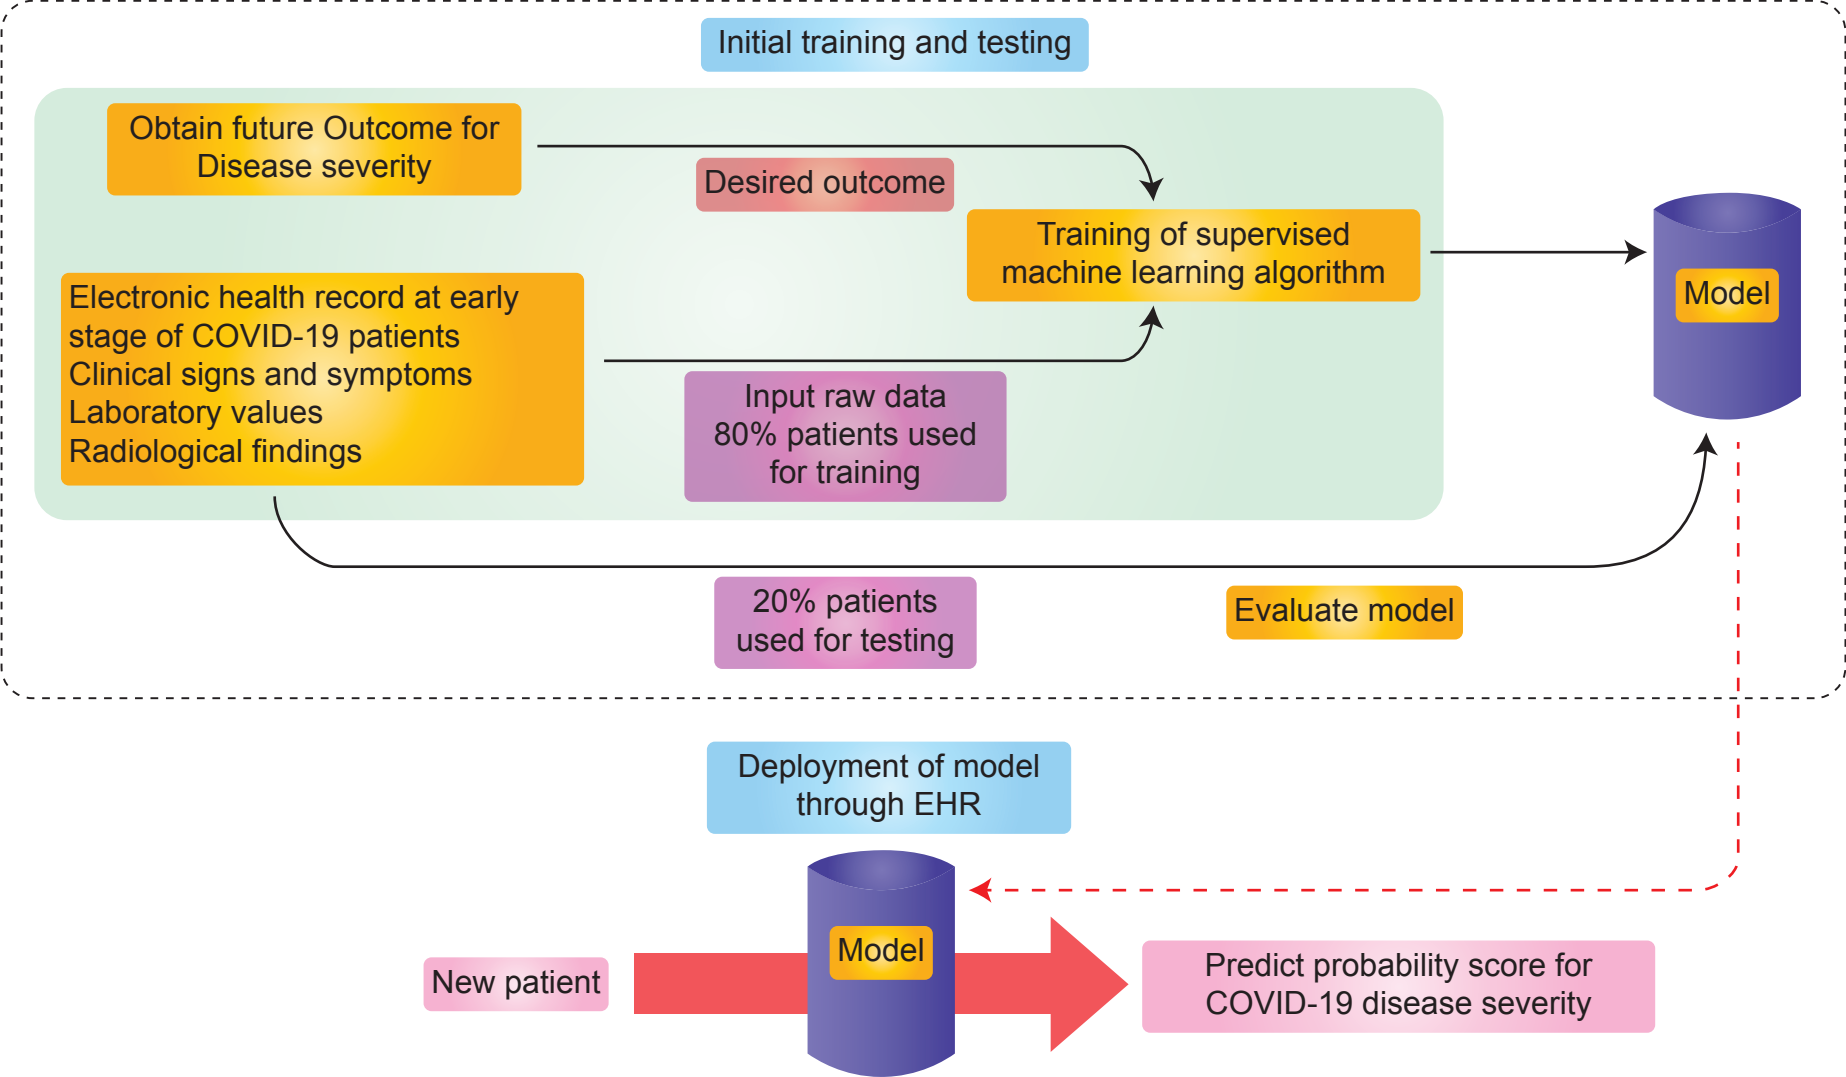 Initial training and testing
Obtain future Outcome for
Disease severity
Desired outcome
Training of supervised
machine learning algorithm
Model
Electronic health record at early
stage of COVID-19 patients
Clinical signs and symptoms
Laboratory values
Radiological findings
Input raw data
80% patients used
for training
20% patients
used for testing
Evaluate model
Deployment of model
through EHR
New patient
Model
Predict probability score for
COVID-19 disease severity